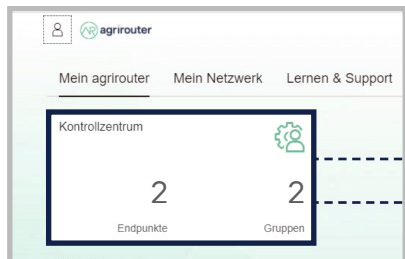 agrirouter
Mein agrirouter Mein Netzwerk Lernen & Support
Kontrollzentrum
2 2
Endpunkte Gruppen